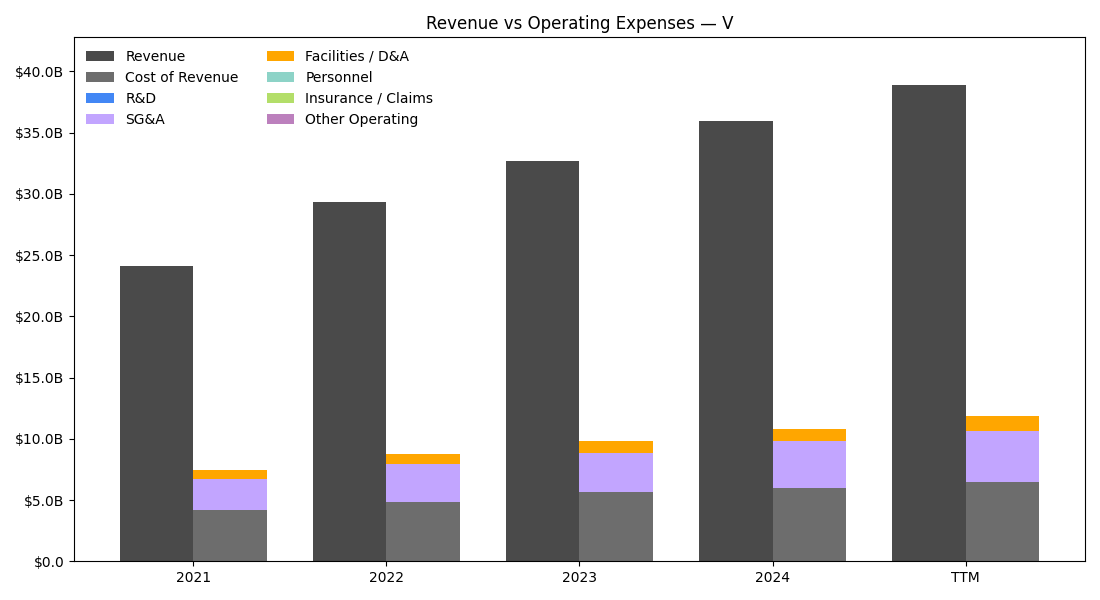 Revenue vs Operating Expenses — V
Revenue
Cost of Revenue
R&D
SG&A
Facilities / D&A
Personnel
Insurance / Claims
Other Operating
$40.0B
$35.0B
$30.0B
$25.0B
$20.0B
$15.0B
$10.0B
$5.0B
$0.0
2021 2022 2023 2024 TTM